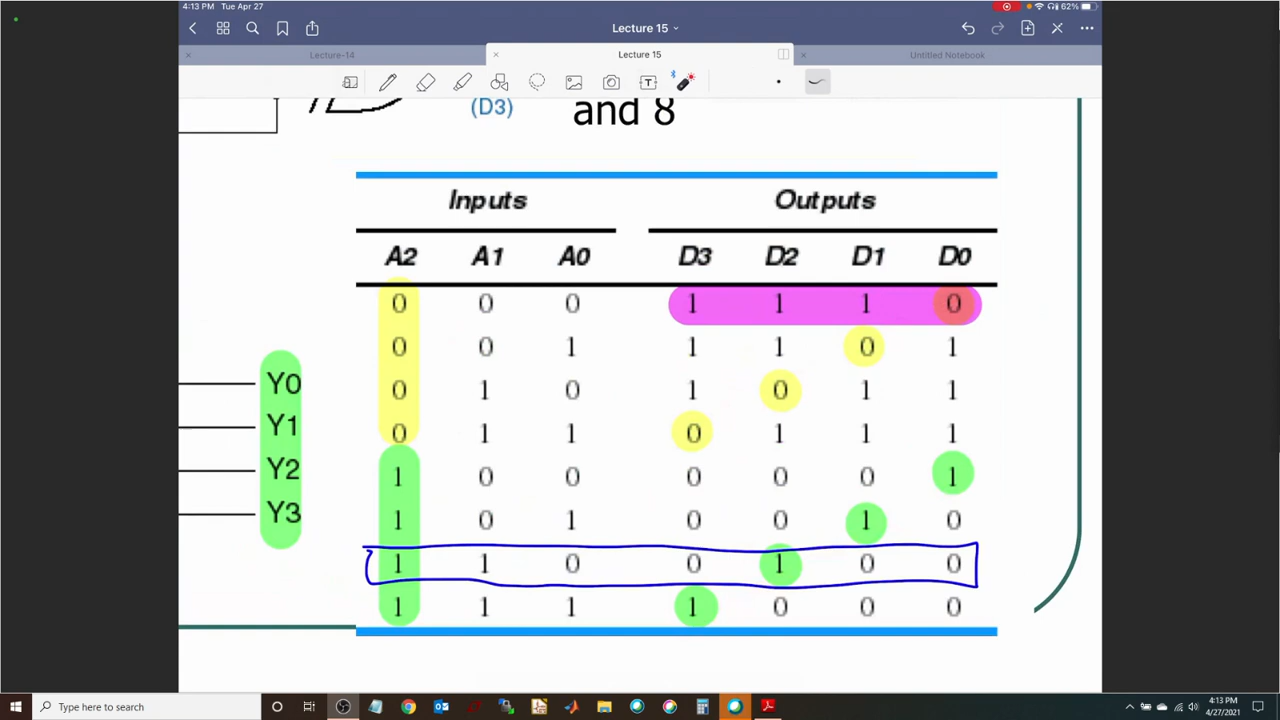 4:13 PM Tue Apr 27
62%
Lecture 15
Lecture-14
Lecture 15
Untitled Notebook
T
(D3)
and 8
Inputs Outputs
A2 A1 A0 D3 D2 D1 D0
0 0 0 1 1 1 0
0 0 1 1 1 0 1
0 1 0 1 0 1 1
0 1 1 0 1 1 1
1 0 0 0 0 0 1
1 0 1 0 0 1 0
1 1 0 0 1 0 0
1 1 1 1 0 0 0
Y0
Y1
Y2
Y3
Type here to search
4:13 PM
4/27/2021